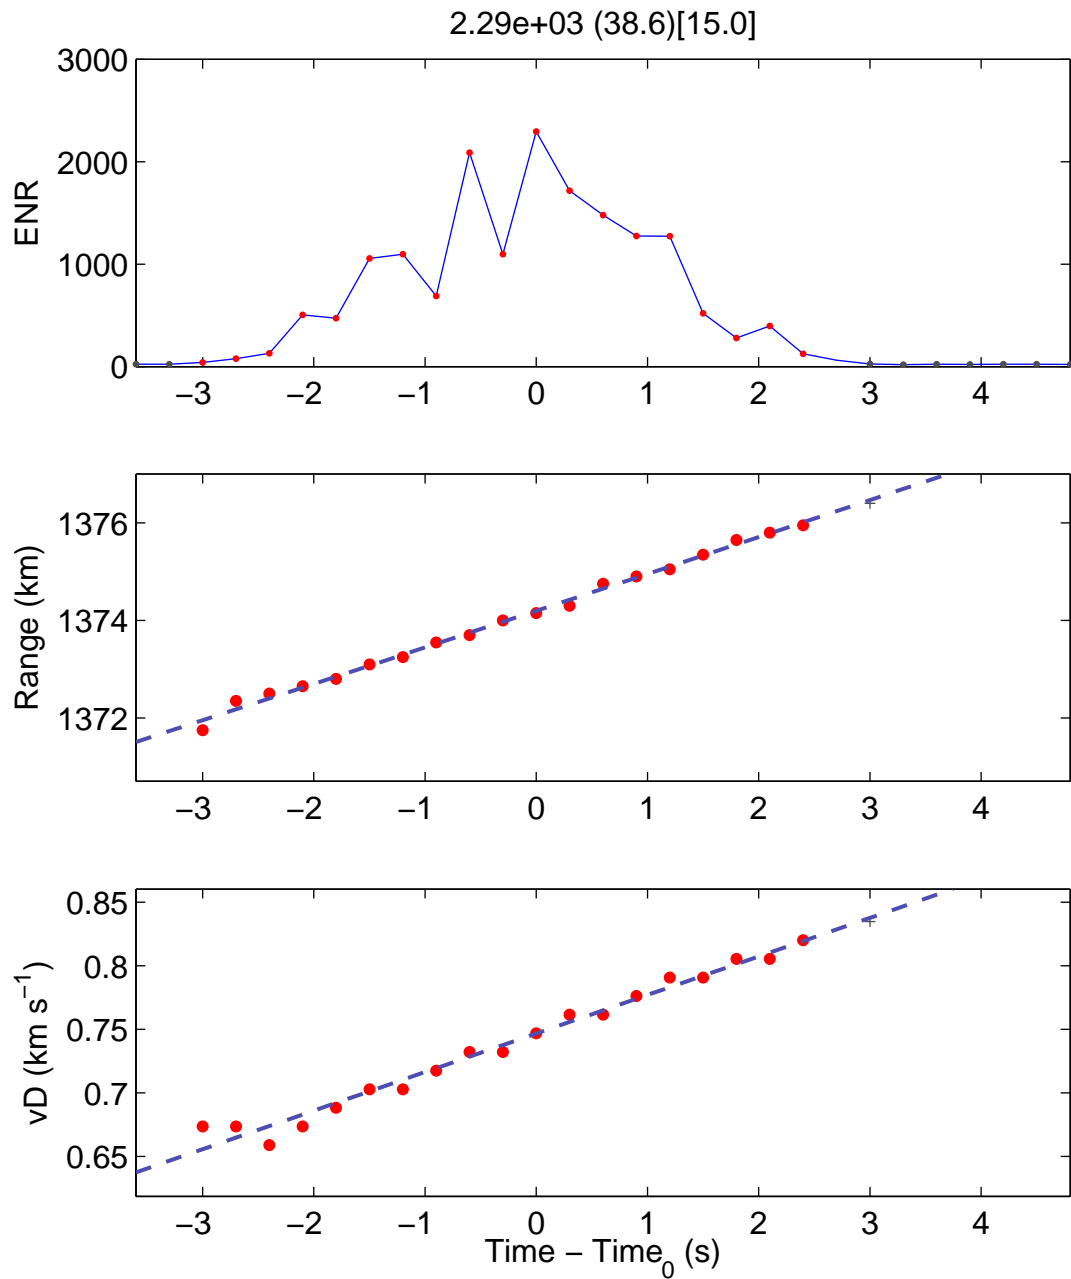 2.29e+03 (38.6)[15.0]
3000
2000
1000
0
ENR
−3 −2 −1 0 1 2 3 4
1376
1374
1372
Range (km)
−3 −2 −1 0 1 2 3 4
0.85
0.8
0.75
0.7
0.65
vD (km s−1)
−3 −2 −1 0 1 2 3 4
Time − Time0 (s)